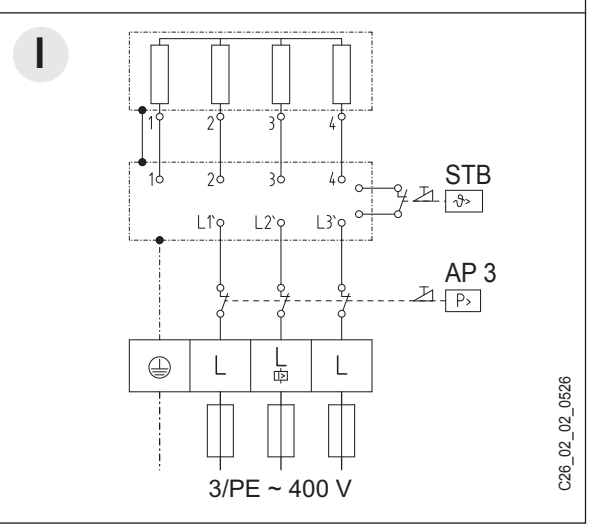 I
1 2 3 4
1 2 3 4
STB
ϑ>
L1` L2` L3`
AP 3
P>
L L L
I>
3/PE ~ 400 V
C26_02_02_0526